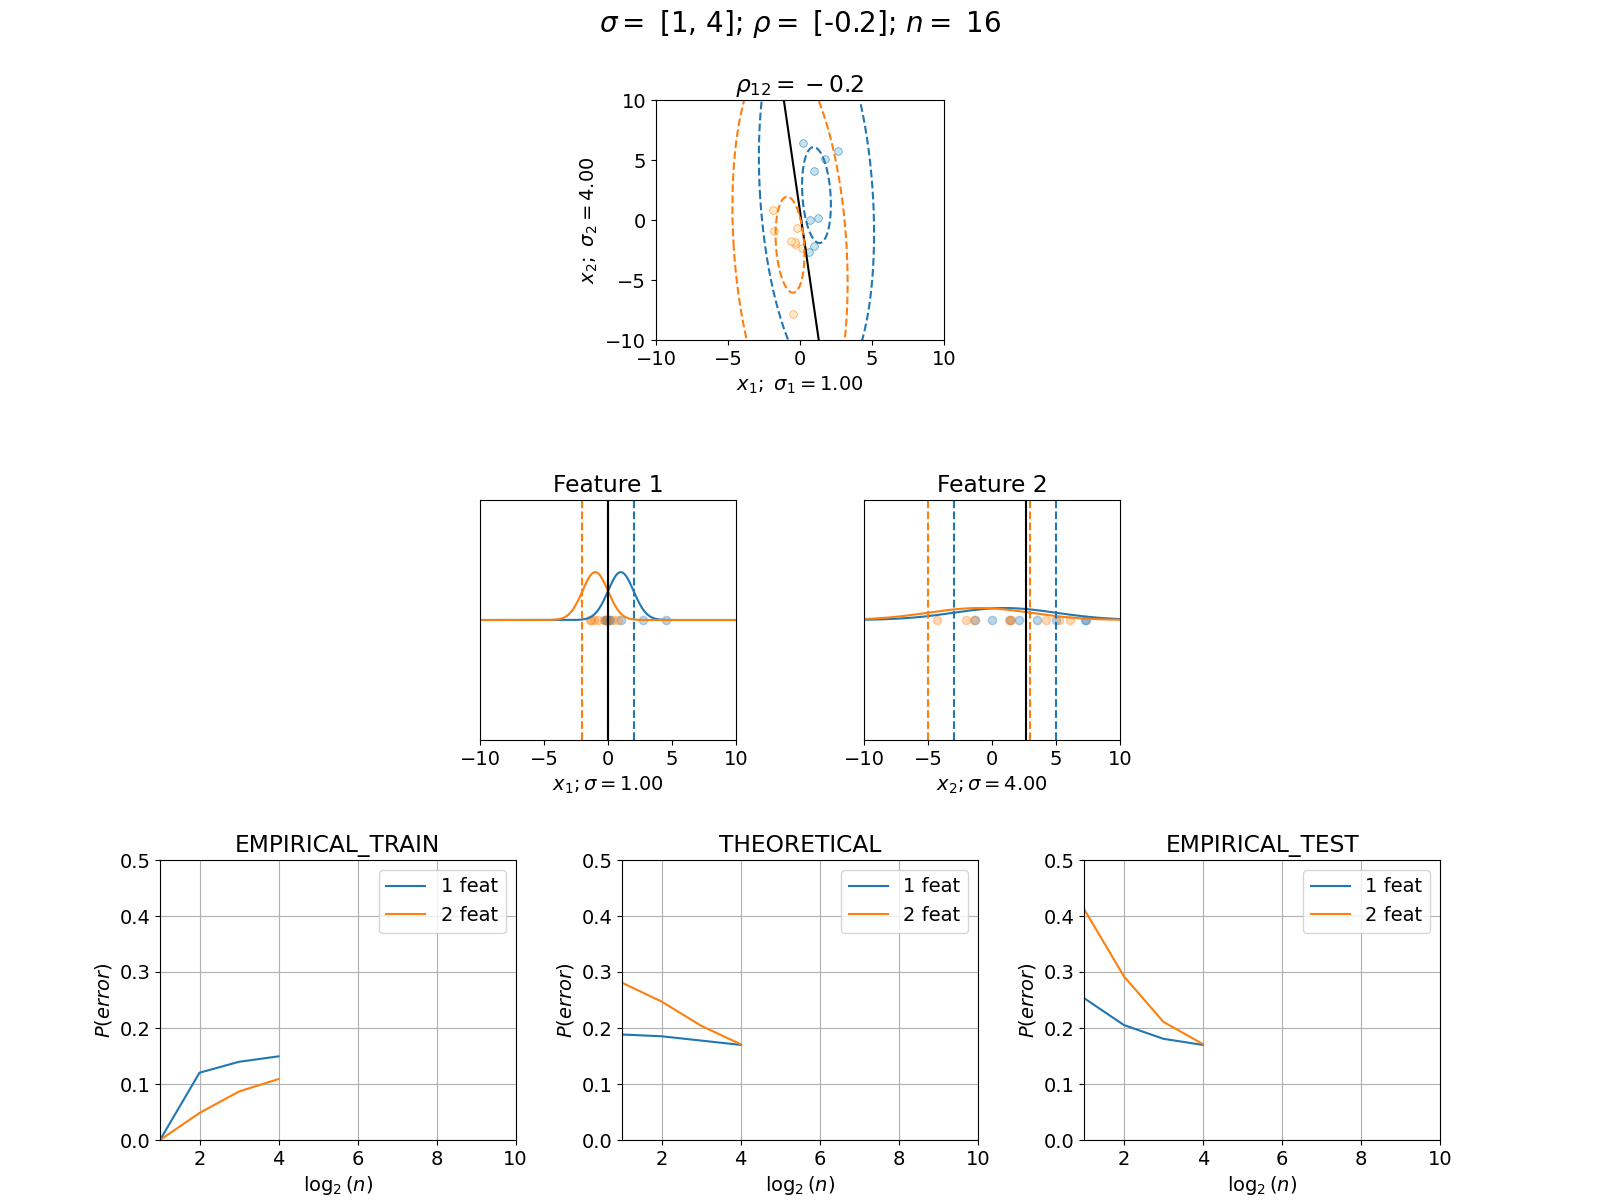 σ = [1, 4]; ρ = [-0.2]; n = 16
ρ₁₂ = −0.2
10
5
0
−5
−10
x₂; σ₂ = 4.00
−10 −5 0 5 10
x₁; σ₁ = 1.00
Feature 1
−10 −5 0 5 10
x₁; σ = 1.00
Feature 2
−10 −5 0 5 10
x₂; σ = 4.00
EMPIRICAL_TRAIN
0.5
0.4
0.3
0.2
0.1
0.0
P(error)
1 feat
2 feat
2 4 6 8 10
log₂ (n)
THEORETICAL
0.5
0.4
0.3
0.2
0.1
0.0
P(error)
1 feat
2 feat
2 4 6 8 10
log₂ (n)
EMPIRICAL_TEST
0.5
0.4
0.3
0.2
0.1
0.0
P(error)
1 feat
2 feat
2 4 6 8 10
log₂ (n)